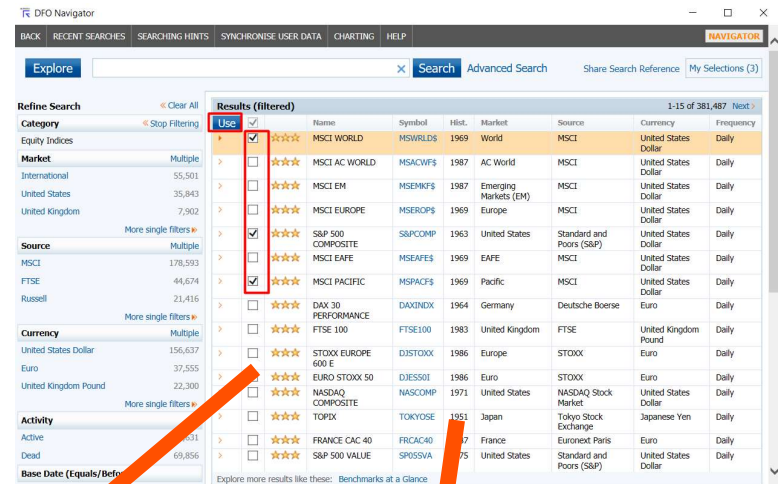 DFO Navigator
BACK RECENT SEARCHES SEARCHING HINTS SYNCHRONISE USER DATA CHARTING HELP NAVIGATOR
Explore Search Advanced Search Share Search Reference My Selections (3)
Refine Search « Clear All
Category « Stop Filtering
Equity Indices
Market Multiple
International 55,501
United States 35,843
United Kingdom 7,902
More single filters
Source Multiple
MSCI 178,593
FTSE 44,674
Russell 21,416
More single filters
Currency Multiple
United States Dollar 156,637
Euro 37,555
United Kingdom Pound 22,300
More single filters
Activity
Active
Dead 69,856
Base Date
Results (filtered) 1-15 of 381,487 Next >
Use Name Symbol Hist. Market Source Currency Frequency
MSCI WORLD MSWRLD$ 1969 World MSCI United States Dollar Daily
MSCI AC WORLD MSACWF$ 1987 AC World MSCI United States Dollar Daily
MSCI EM MSEMKF$ 1987 Emerging Markets (EM) MSCI United States Dollar Daily
MSCI EUROPE MSEROP$ 1969 Europe MSCI United States Dollar Daily
S&P 500 COMPOSITE S&PCOMP 1963 United States Standard and Poors (S&P) United States Dollar Daily
MSCI EAFE MSEAFE$ 1969 EAFE MSCI United States Dollar Daily
MSCI PACIFIC MSPACF$ 1969 Pacific MSCI United States Dollar Daily
DAX 30 PERFORMANCE DAXINDX 1964 Germany Deutsche Boerse Euro Daily
FTSE 100 FTSE100 1983 United Kingdom FTSE United Kingdom Pound Daily
STOXX EUROPE 600 E DJSTOXX 1986 Europe STOXX Euro Daily
EURO STOXX 50 DJES50I 1986 Euro STOXX Euro Daily
NASDAQ COMPOSITE NASCOMP 1971 United States NASDAQ Stock Market United States Dollar Daily
TOPIX TOKYOSE 1951 Japan Tokyo Stock Exchange Japanese Yen Daily
FRANCE CAC 40 FRCAC40 France Euronext Paris Euro Daily
S&P 500 VALUE SP05SVA United States Standard and Poors (S&P) United States Dollar Daily
Explore more results like these: Benchmarks at a Glance